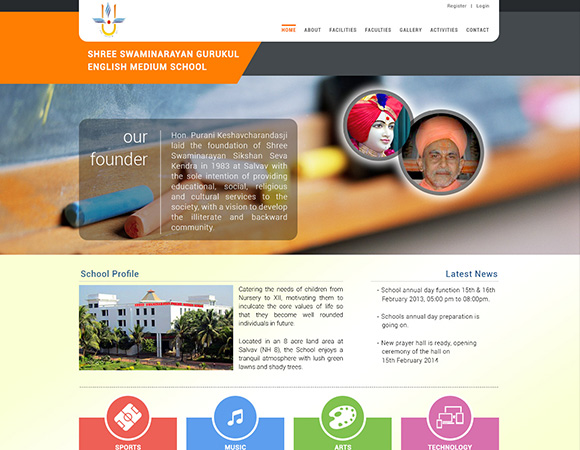 Register | Login
HOME ABOUT FACILITIES FACULTIES GALLERY ACTIVITIES CONTACT
SHREE SWAMINARAYAN GURUKUL
ENGLISH MEDIUM SCHOOL
our
founder
Hon. Purani Keshavcharandasji
laid the foundation of Shree
Swaminarayan Sikshan Seva
Kendra in 1983 at Salvav with
the sole intention of providing
educational, social, religious
and cultural services to the
society, with a vision to develop
the illiterate and backward
community.
School Profile
Catering the needs of children from
Nursery to XII, motivating them to
inculcate the core values of life so
that they become well rounded
individuals in future.
Located in an 8 acre land area at
Salvav (NH 8), the School enjoys a
tranquil atmosphere with lush green
lawns and shady trees.
Latest News
- School annual day function 15th & 16th
February 2013, 05:00 pm to 08:00pm.
- Schools annual day preparation is
going on.
- New prayer hall is ready, opening
ceremony of the hall on
15th February 2014
SPORTS
MUSIC
ARTS
TECHNOLOGY